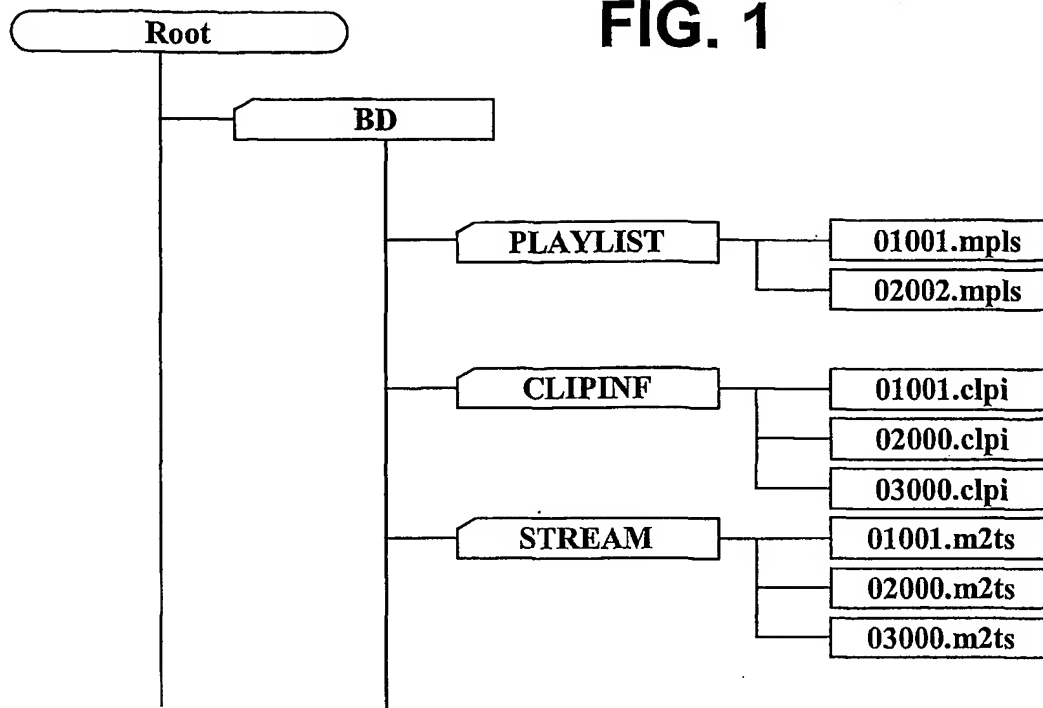 FIG. 1
Root
BD
PLAYLIST
01001.mpls
02002.mpls
CLIPINF
01001.clpi
02000.clpi
03000.clpi
STREAM
01001.m2ts
02000.m2ts
03000.m2ts